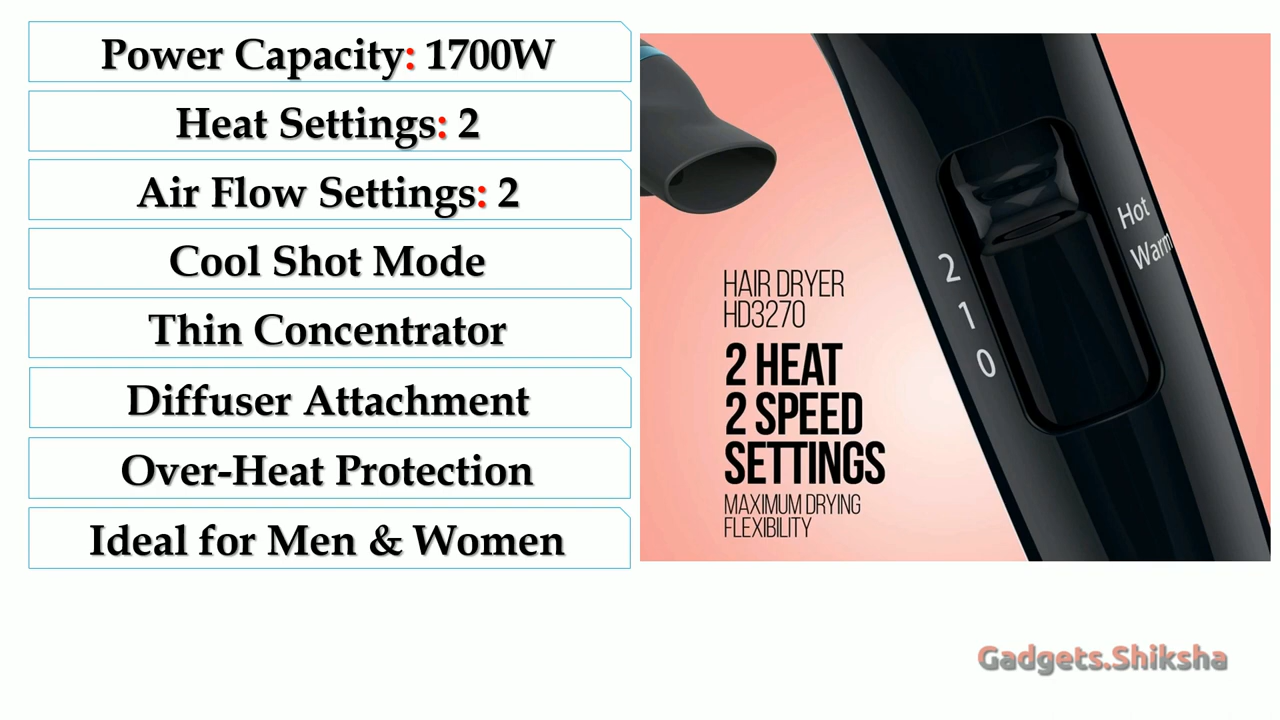 Power Capacity: 1700W
Heat Settings: 2
Air Flow Settings: 2
Cool Shot Mode
Thin Concentrator
Diffuser Attachment
Over-Heat Protection
Ideal for Men & Women
HAIR DRYER
HD3270
2 HEAT
2 SPEED
SETTINGS
MAXIMUM DRYING
FLEXIBILITY
2
1
0
Hot
Warm
Gadgets.Shiksha